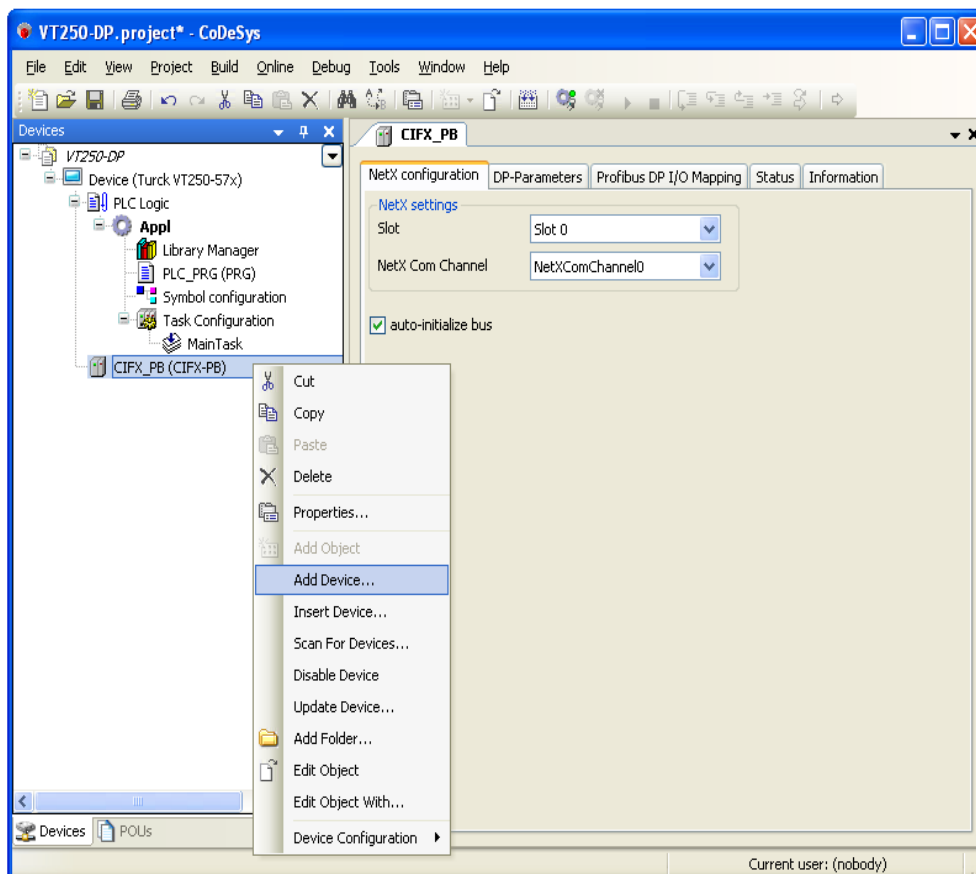 VT250-DP.project* - CoDeSys
File Edit View Project Build Online Debug Tools Window Help
Devices
VT250-DP
Device (Turck VT250-57x)
PLC Logic
Appl
Library Manager
PLC_PRG (PRG)
Symbol configuration
Task Configuration
MainTask
CIFX_PB (CIFX-PB)
CIFX_PB
NetX configuration DP-Parameters Profibus DP I/O Mapping Status Information
NetX settings
Slot Slot 0
NetX Com Channel NetXComChannel0
auto-initialize bus
Cut
Copy
Paste
Delete
Properties...
Add Object
Add Device...
Insert Device...
Scan For Devices...
Disable Device
Update Device...
Add Folder...
Edit Object
Edit Object With...
Device Configuration
Devices POUs
Current user: (nobody)